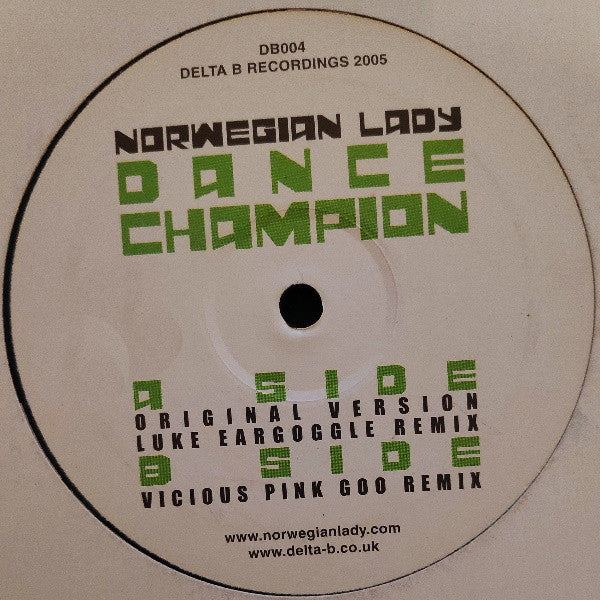 DB004
DELTA B RECORDINGS 2005
NORWEGIAN LADY
DANCE
CHAMPION
A SIDE
ORIGINAL VERSION
LUKE EARGOGGLE REMIX
B SIDE
VICIOUS PINK GOO REMIX
www.norwegianlady.com
www.delta-b.co.uk